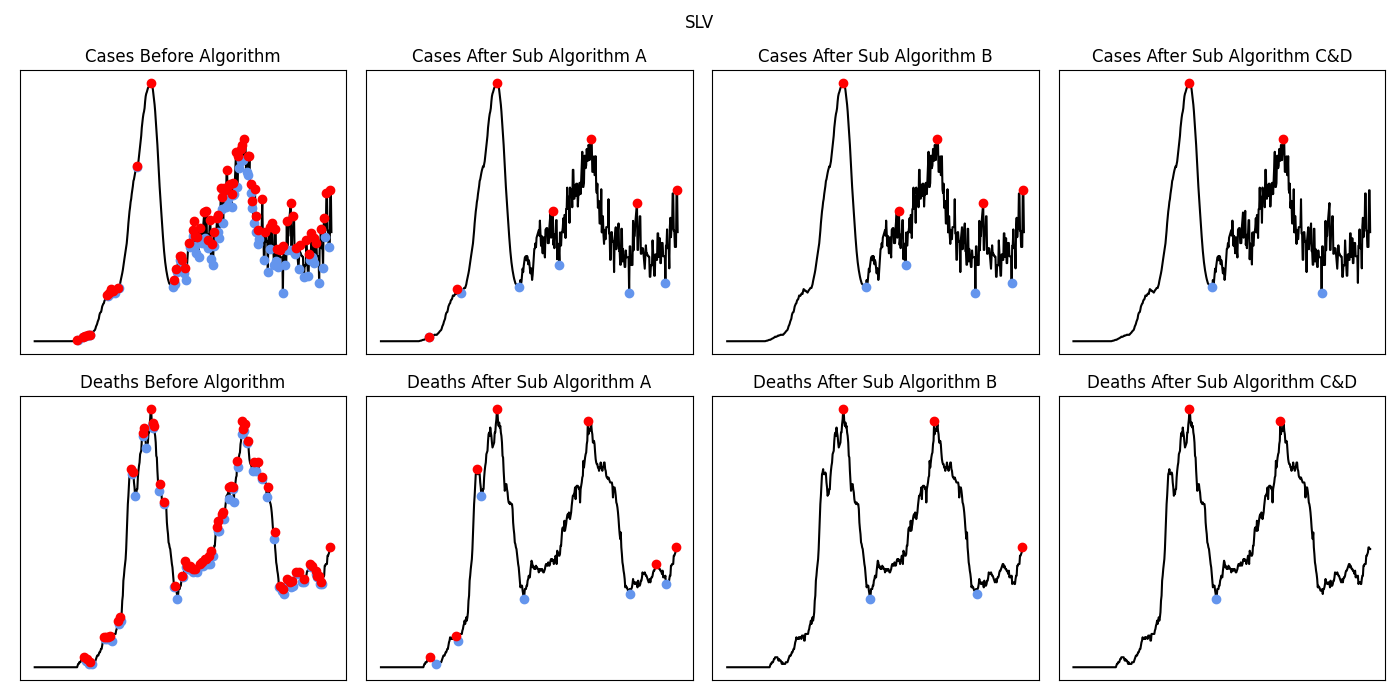 SLV
Cases Before Algorithm
Cases After Sub Algorithm A
Cases After Sub Algorithm B
Cases After Sub Algorithm C&D
Deaths Before Algorithm
Deaths After Sub Algorithm A
Deaths After Sub Algorithm B
Deaths After Sub Algorithm C&D